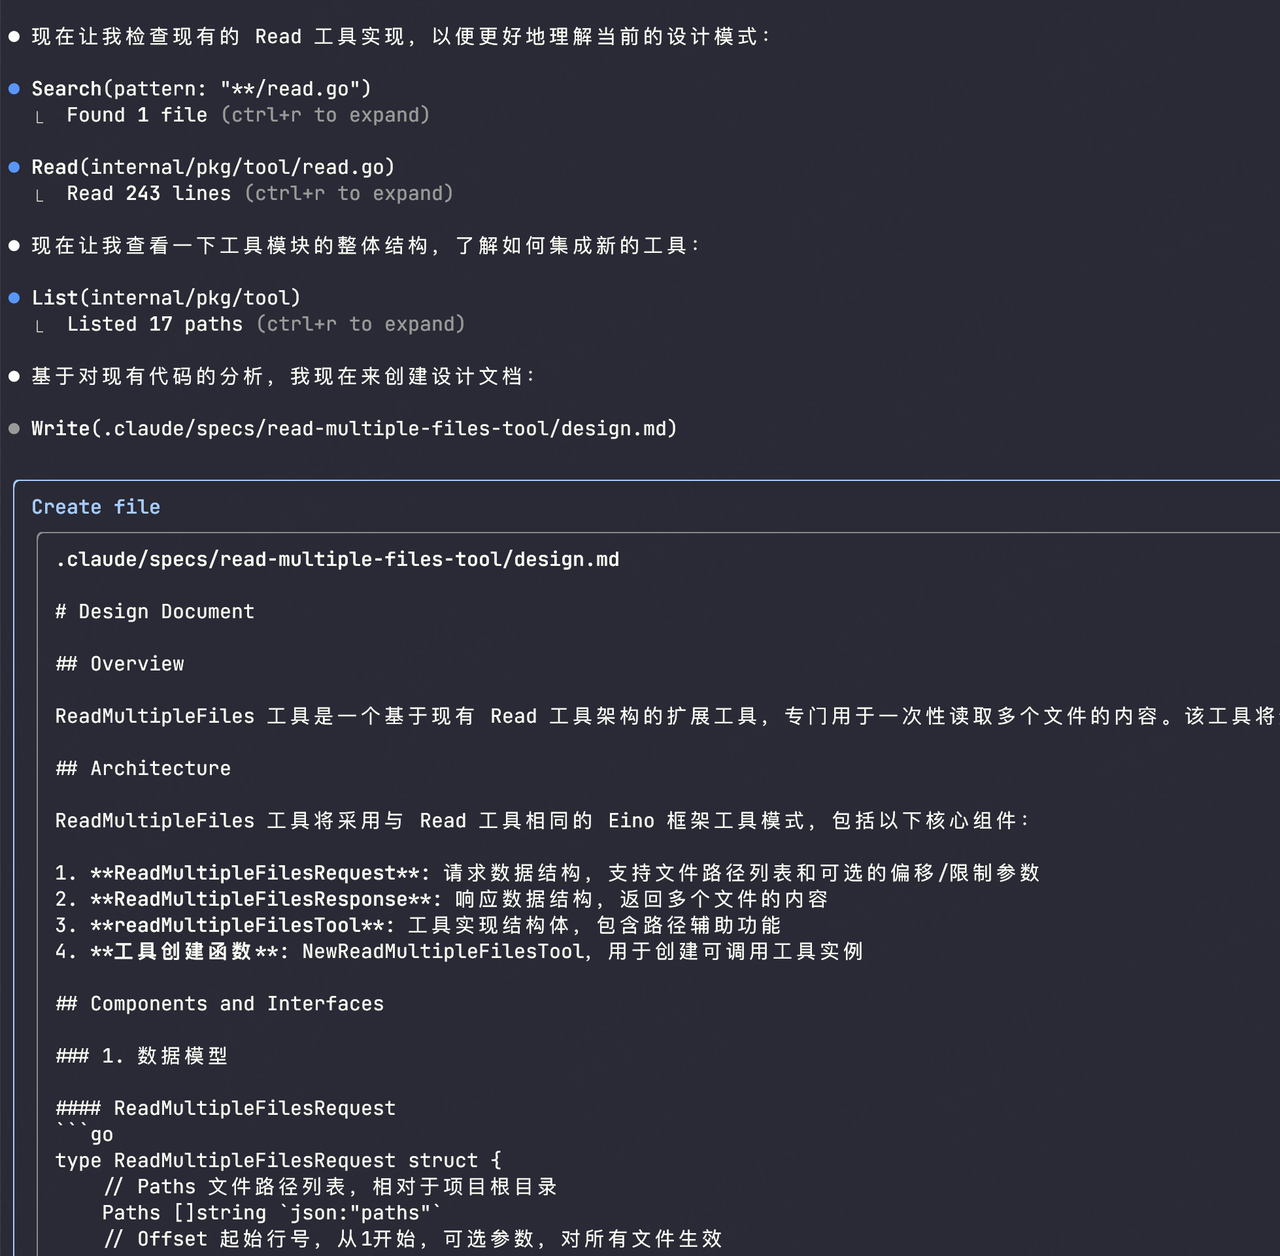 ● 现在让我检查现有的 Read 工具实现，以便更好地理解当前的设计模式：
● Search(pattern: "**/read.go")
⎿  Found 1 file (ctrl+r to expand)
● Read(internal/pkg/tool/read.go)
⎿  Read 243 lines (ctrl+r to expand)
● 现在让我查看一下工具模块的整体结构，了解如何集成新的工具：
● List(internal/pkg/tool)
⎿  Listed 17 paths (ctrl+r to expand)
● 基于对现有代码的分析，我现在来创建设计文档：
● Write(.claude/specs/read-multiple-files-tool/design.md)
Create file
.claude/specs/read-multiple-files-tool/design.md
# Design Document
## Overview
ReadMultipleFiles 工具是一个基于现有 Read 工具架构的扩展工具，专门用于一次性读取多个文件的内容。该工具将
## Architecture
ReadMultipleFiles 工具将采用与 Read 工具相同的 Eino 框架工具模式，包括以下核心组件：
1. **ReadMultipleFilesRequest**: 请求数据结构，支持文件路径列表和可选的偏移/限制参数
2. **ReadMultipleFilesResponse**: 响应数据结构，返回多个文件的内容
3. **readMultipleFilesTool**: 工具实现结构体，包含路径辅助功能
4. **工具创建函数**: NewReadMultipleFilesTool，用于创建可调用工具实例
## Components and Interfaces
### 1. 数据模型
#### ReadMultipleFilesRequest
```go
type ReadMultipleFilesRequest struct {
    // Paths 文件路径列表，相对于项目根目录
    Paths []string `json:"paths"`
    // Offset 起始行号，从1开始，可选参数，对所有文件生效